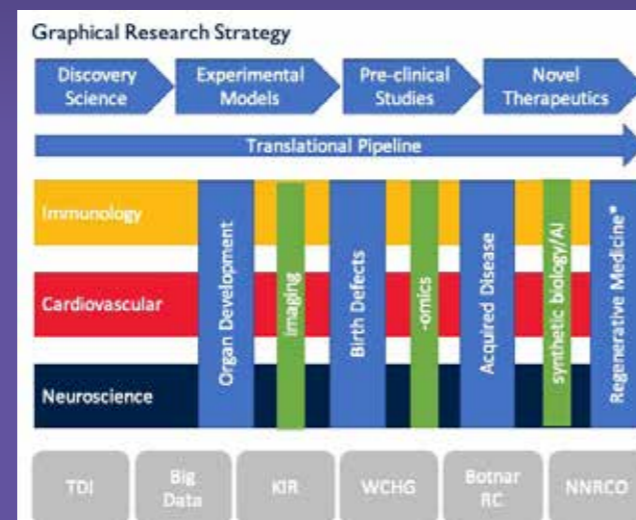 Graphical Research Strategy
Discovery
Science
Experimental
Models
Pre-clinical
Studies
Novel
Therapeutics
Translational Pipeline
Immunology
Cardiovascular
Neuroscience
Organ Development
imaging
Birth Defects
-omics
Acquired Disease
synthetic biology/AI
Regenerative Medicine*
TDI
Big
Data
KIR
WCHG
Botnar
RC
NNRCO